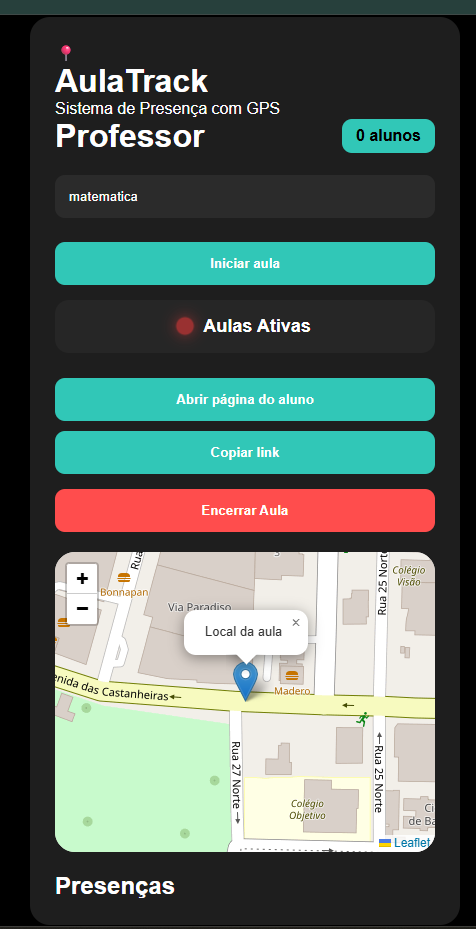 AulaTrack
Sistema de Presença com GPS
Professor
0 alunos
matematica
Iniciar aula
Aulas Ativas
Abrir página do aluno
Copiar link
Encerrar Aula
+
−
Rua
Bonnapan
Via Paradiso
Rua 25 Norte
Colégio
Visão
Local da aula
×
enida das Castanheiras
Madero
Rua 27 Norte
Rua 25 Norte
Colégio
Objetivo
de Ba
Leaflet
Presenças